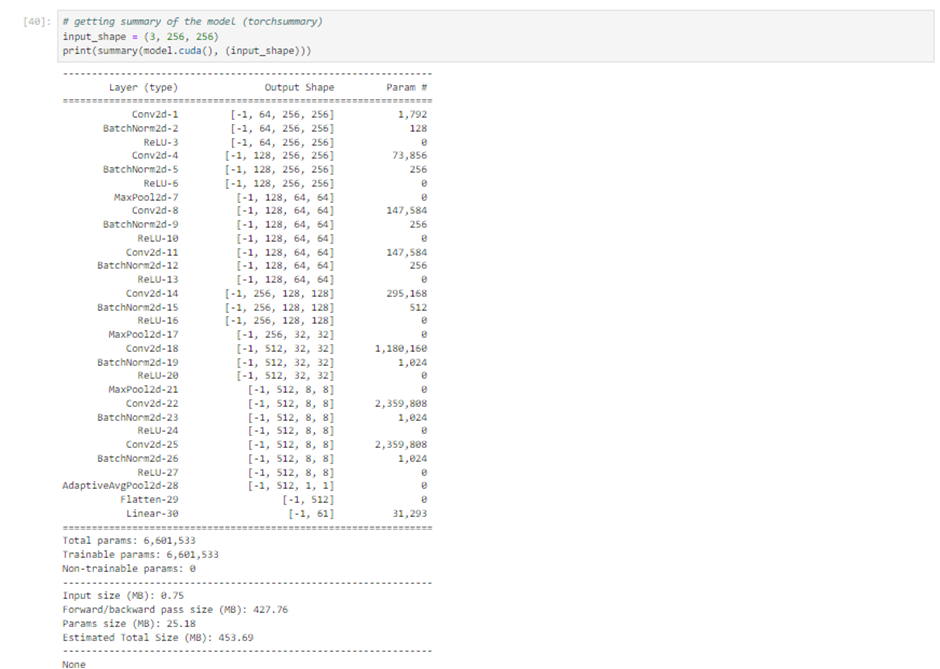 [40]: # getting summary of the model (torchsummary)
input_shape = (3, 256, 256)
print(summary(model.cuda(), (input_shape)))
----------------------------------------------------------------
Layer (type) Output Shape Param #
================================================================
Conv2d-1 [-1, 64, 256, 256] 1,792
BatchNorm2d-2 [-1, 64, 256, 256] 128
ReLU-3 [-1, 64, 256, 256] 0
Conv2d-4 [-1, 128, 256, 256] 73,856
BatchNorm2d-5 [-1, 128, 256, 256] 256
ReLU-6 [-1, 128, 256, 256] 0
MaxPool2d-7 [-1, 128, 64, 64] 0
Conv2d-8 [-1, 128, 64, 64] 147,584
BatchNorm2d-9 [-1, 128, 64, 64] 256
ReLU-10 [-1, 128, 64, 64] 0
Conv2d-11 [-1, 128, 64, 64] 147,584
BatchNorm2d-12 [-1, 128, 64, 64] 256
ReLU-13 [-1, 128, 64, 64] 0
Conv2d-14 [-1, 256, 128, 128] 295,168
BatchNorm2d-15 [-1, 256, 128, 128] 512
ReLU-16 [-1, 256, 128, 128] 0
MaxPool2d-17 [-1, 256, 32, 32] 0
Conv2d-18 [-1, 512, 32, 32] 1,180,160
BatchNorm2d-19 [-1, 512, 32, 32] 1,024
ReLU-20 [-1, 512, 32, 32] 0
MaxPool2d-21 [-1, 512, 8, 8] 0
Conv2d-22 [-1, 512, 8, 8] 2,359,808
BatchNorm2d-23 [-1, 512, 8, 8] 1,024
ReLU-24 [-1, 512, 8, 8] 0
Conv2d-25 [-1, 512, 8, 8] 2,359,808
BatchNorm2d-26 [-1, 512, 8, 8] 1,024
ReLU-27 [-1, 512, 8, 8] 0
AdaptiveAvgPool2d-28 [-1, 512, 1, 1] 0
Flatten-29 [-1, 512] 0
Linear-30 [-1, 61] 31,293
================================================================
Total params: 6,601,533
Trainable params: 6,601,533
Non-trainable params: 0
----------------------------------------------------------------
Input size (MB): 0.75
Forward/backward pass size (MB): 427.76
Params size (MB): 25.18
Estimated Total Size (MB): 453.69
----------------------------------------------------------------
None